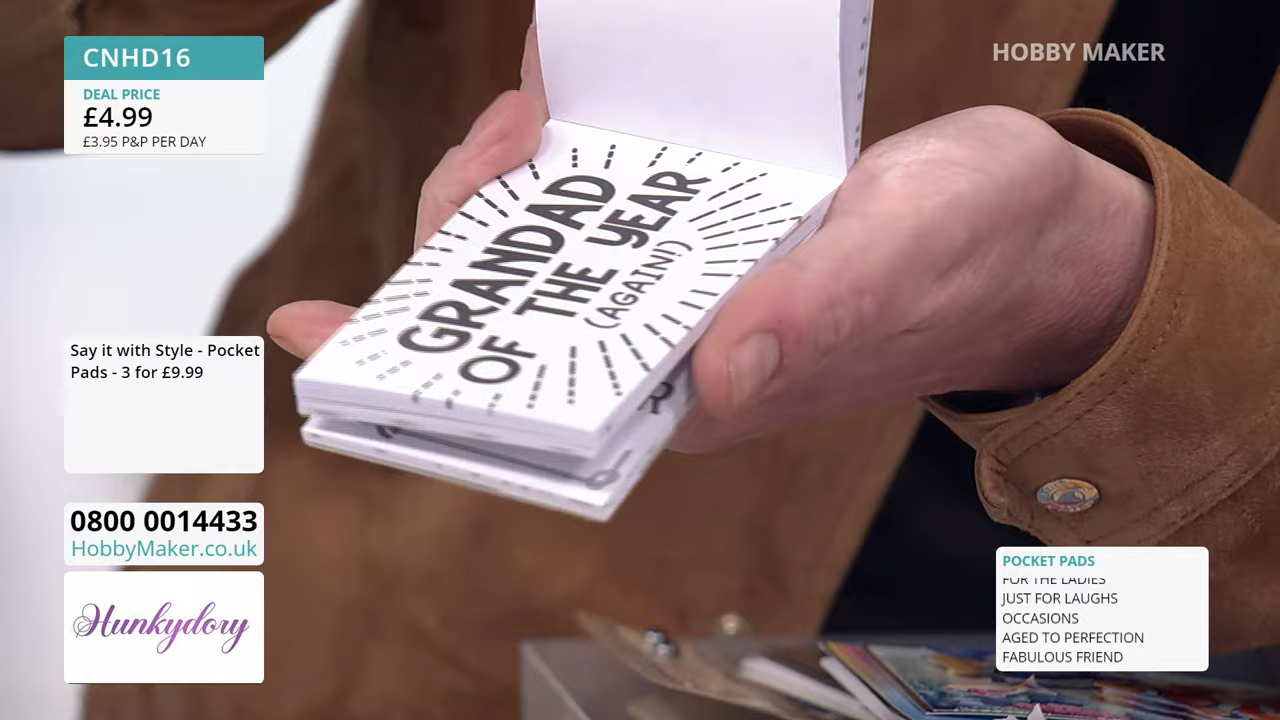 CNHD16
DEAL PRICE
£4.99
£3.95 P&P PER DAY
HOBBY MAKER
GRANDAD
OF THE YEAR
(AGAIN!)
Say it with Style - Pocket
Pads - 3 for £9.99
0800 0014433
HobbyMaker.co.uk
Hunkydory
POCKET PADS
FOR THE LADIES
JUST FOR LAUGHS
OCCASIONS
AGED TO PERFECTION
FABULOUS FRIEND